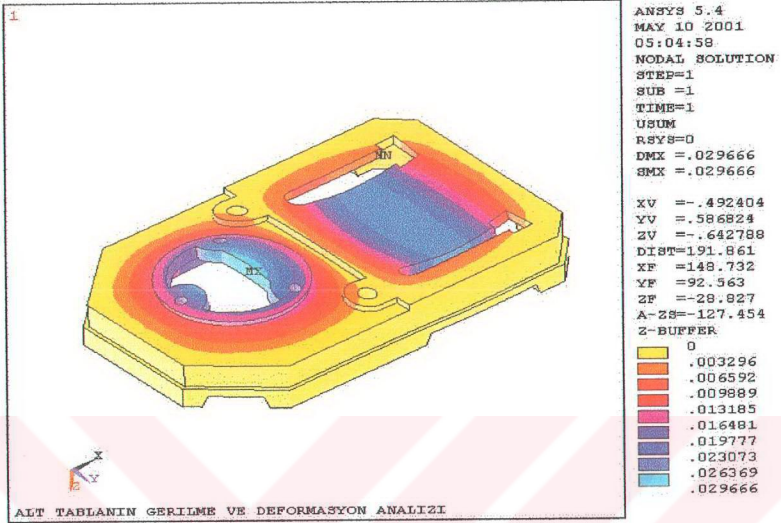 1
ANSYS 5.4
MAY 10 2001
05:04:58
NODAL SOLUTION
STEP=1
SUB =1
TIME=1
USUM
RSYS=0
DMX =.029666
SMX =.029666
XV =-.492404
YV =.586824
ZV =-.642788
DIST=191.861
XF =148.732
YF =92.563
ZF =-28.827
A-ZS=-127.454
Z-BUFFER
0
.003296
.006592
.009889
.013185
.016481
.019777
.023073
.026369
.029666
MN
MX
X
Y
Z
ALT TABLANIN GERILME VE DEFORMASYON ANALIZI